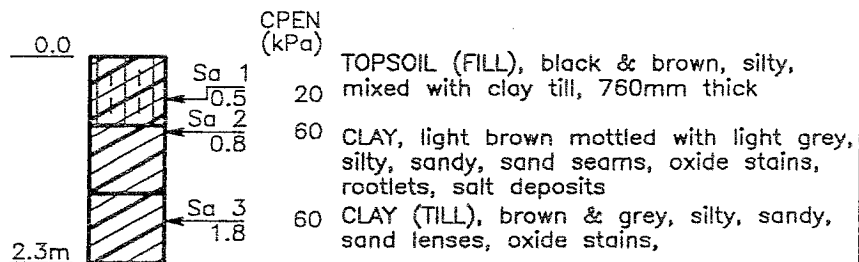 CPEN
(kPa)
0.0
Sa 1
0.5
20
TOPSOIL (FILL), black & brown, silty,
mixed with clay till, 760mm thick
Sa 2
0.8
60
CLAY, light brown mottled with light grey,
silty, sandy, sand seams, oxide stains,
rootlets, salt deposits
Sa 3
1.8
60
CLAY (TILL), brown & grey, silty, sandy,
sand lenses, oxide stains,
2.3m